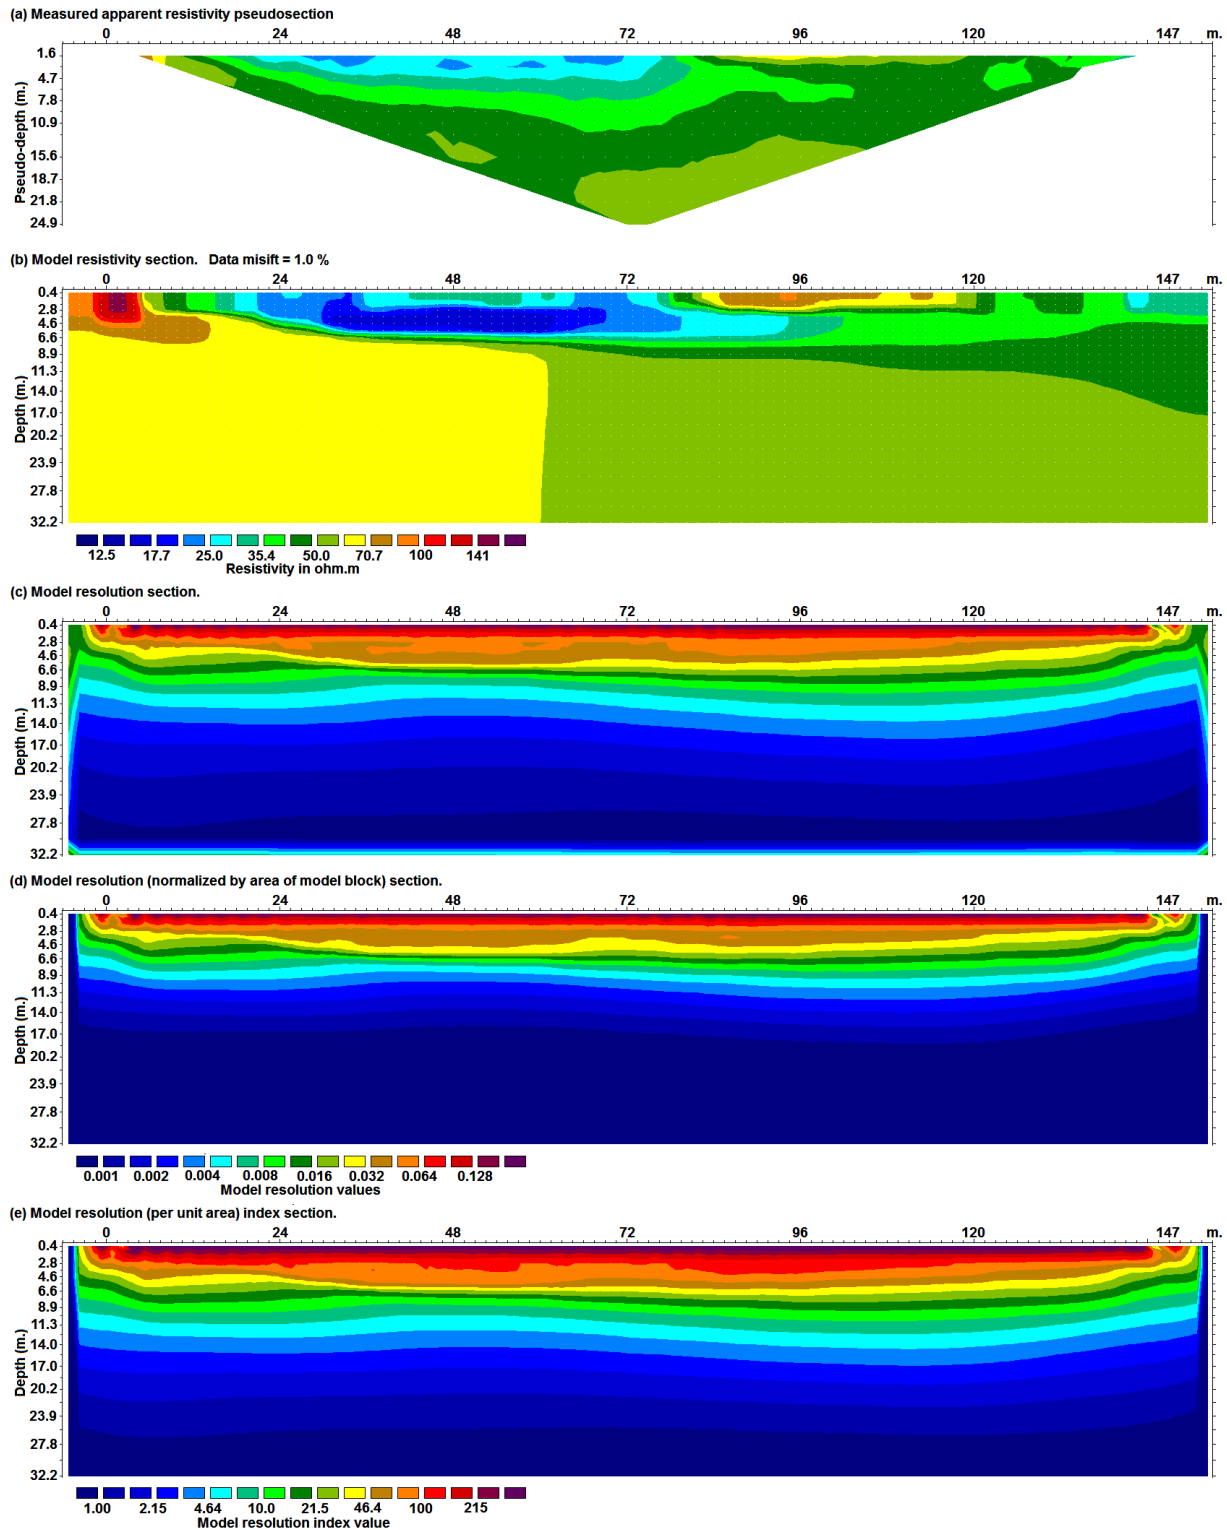 (a) Measured apparent resistivity pseudosection
0 24 48 72 96 120 147 m.
1.6
4.7
7.8
10.9
15.6
18.7
21.8
24.9
Pseudo-depth (m.)
(b) Model resistivity section. Data misift = 1.0 %
0 24 48 72 96 120 147 m.
0.4
2.8
4.6
6.6
8.9
11.3
14.0
17.0
20.2
23.9
27.8
32.2
Depth (m.)
12.5 17.7 25.0 35.4 50.0 70.7 100 141
Resistivity in ohm.m
(c) Model resolution section.
0 24 48 72 96 120 147 m.
0.4
2.8
4.6
6.6
8.9
11.3
14.0
17.0
20.2
23.9
27.8
32.2
Depth (m.)
(d) Model resolution (normalized by area of model block) section.
0 24 48 72 96 120 147 m.
0.4
2.8
4.6
6.6
8.9
11.3
14.0
17.0
20.2
23.9
27.8
32.2
Depth (m.)
0.001 0.002 0.004 0.008 0.016 0.032 0.064 0.128
Model resolution values
(e) Model resolution (per unit area) index section.
0 24 48 72 96 120 147 m.
0.4
2.8
4.6
6.6
8.9
11.3
14.0
17.0
20.2
23.9
27.8
32.2
Depth (m.)
1.00 2.15 4.64 10.0 21.5 46.4 100 215
Model resolution index value